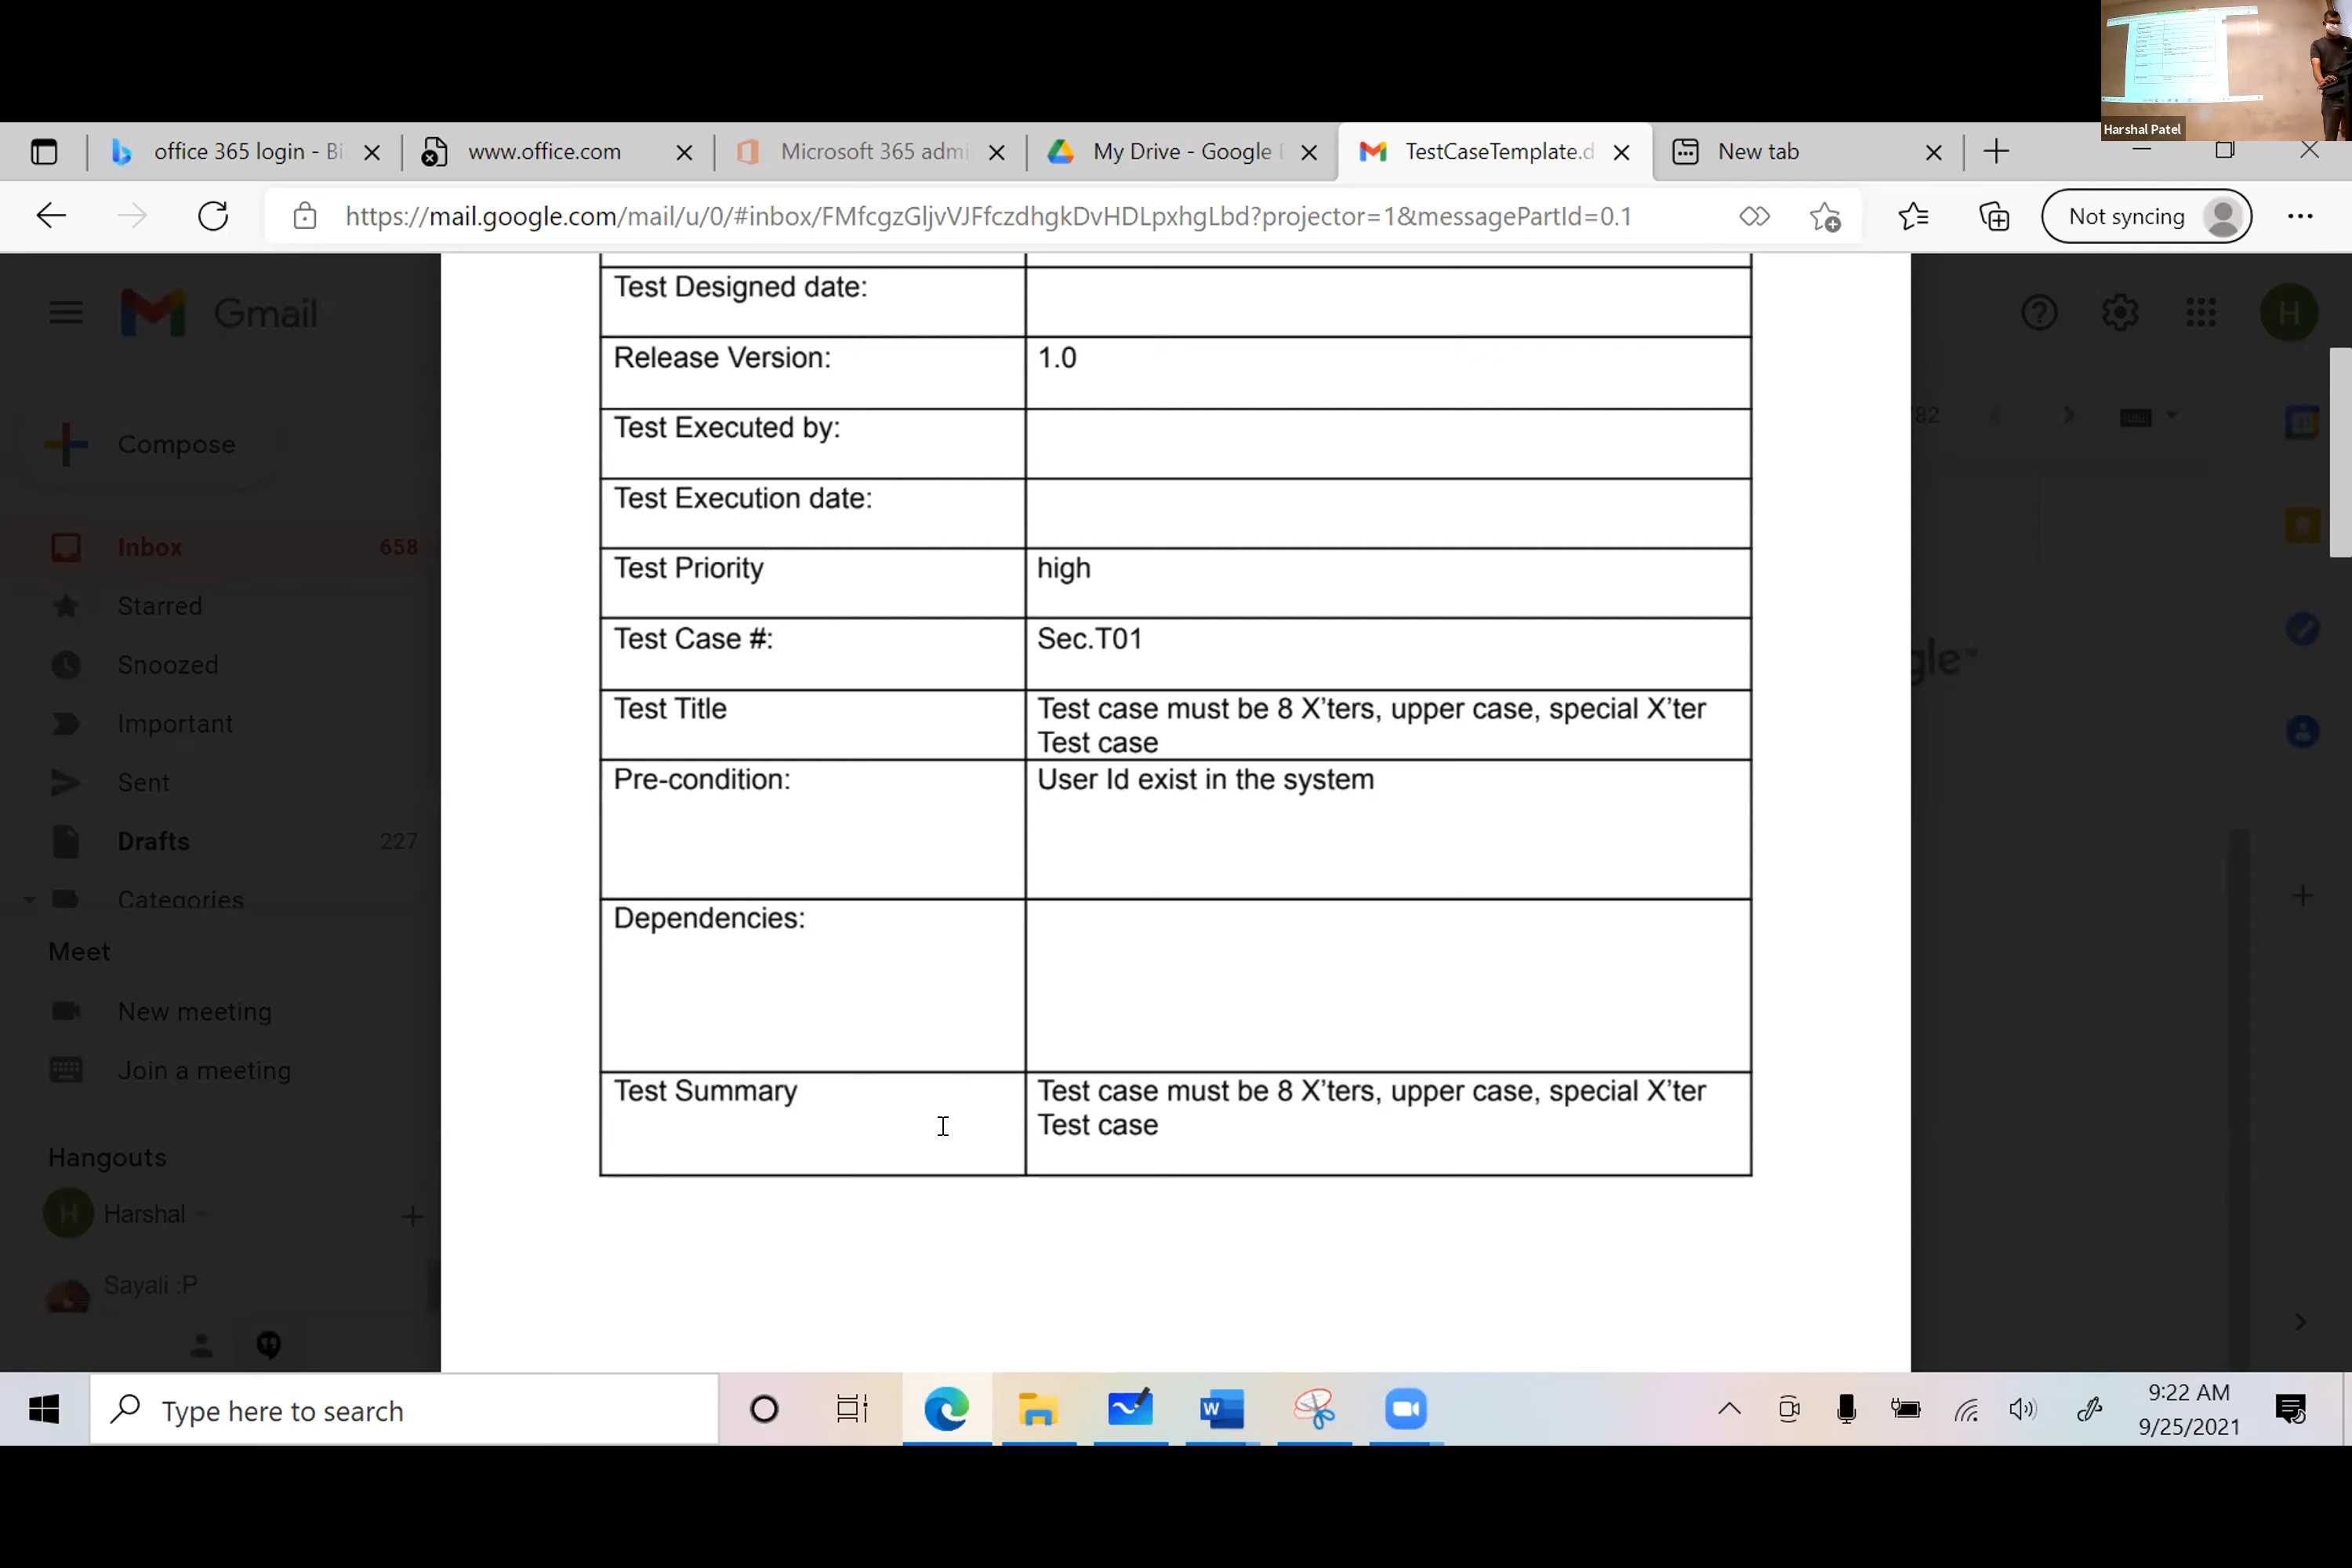 Harshal Patel
office 365 login - Bi
www.office.com
Microsoft 365 admi
My Drive - Google
TestCaseTemplate.d
New tab
https://mail.google.com/mail/u/0/#inbox/FMfcgzGljvVJFfczdhgkDvHDLpxhgLbd?projector=1&messagePartId=0.1
Not syncing
Gmail
Compose
Inbox 658
Starred
Snoozed
Important
Sent
Drafts 227
Categories
Meet
New meeting
Join a meeting
Hangouts
H Harshal
Sayali :P
Test Designed date:
Release Version: 1.0
Test Executed by:
Test Execution date:
Test Priority high
Test Case #: Sec.T01
Test Title Test case must be 8 X’ters, upper case, special X’ter
Test case
Pre-condition: User Id exist in the system
Dependencies:
Test Summary Test case must be 8 X’ters, upper case, special X’ter
Test case
H
82
gle™
Type here to search
W
9:22 AM
9/25/2021